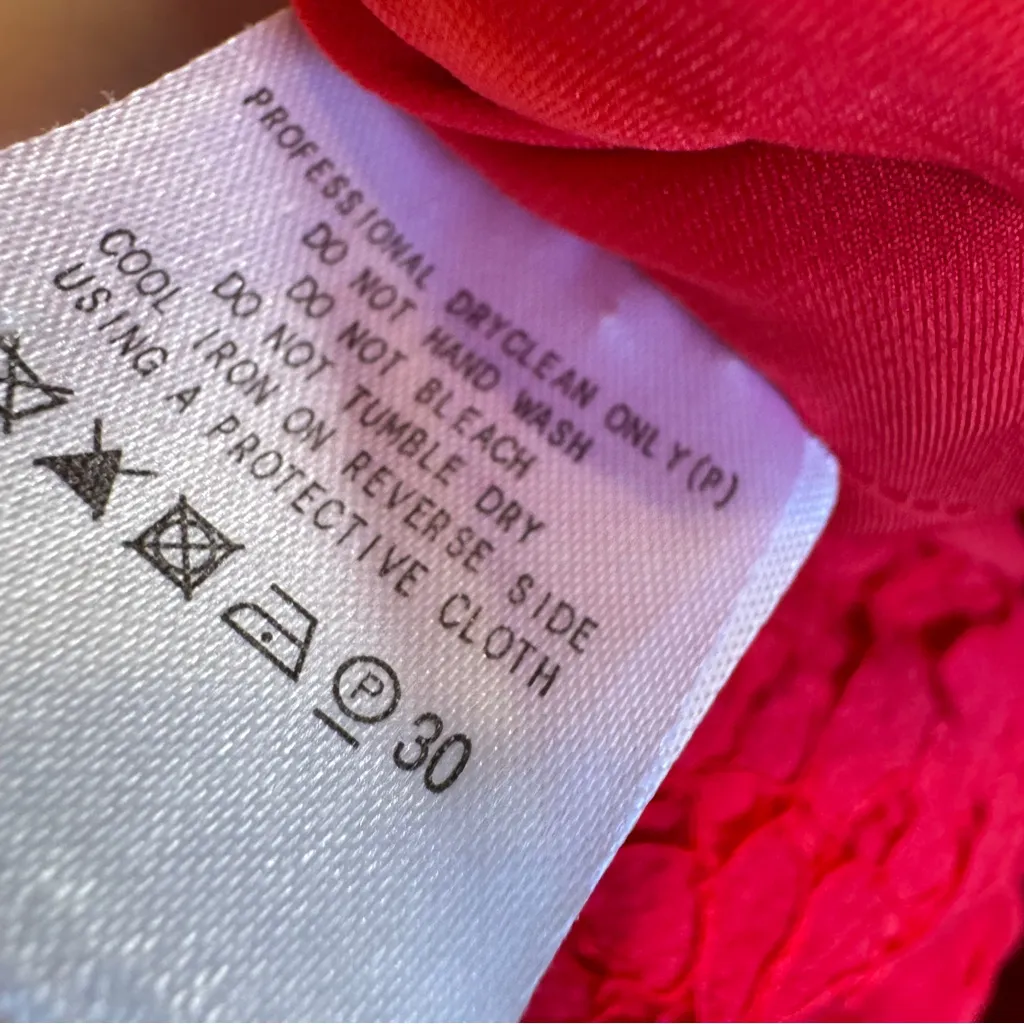 PROFESSIONAL DRYCLEAN ONLY(P)
DO NOT HAND WASH
DO NOT BLEACH
DO NOT TUMBLE DRY
COOL IRON ON REVERSE SIDE
USING A PROTECTIVE CLOTH
P 30